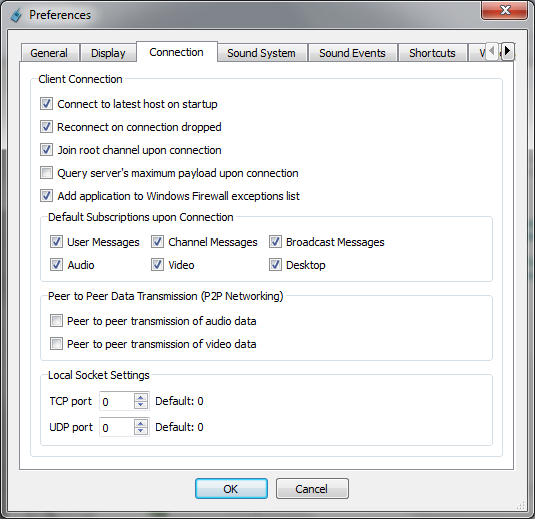 Preferences
General Display Connection Sound System Sound Events Shortcuts
Client Connection
Connect to latest host on startup
Reconnect on connection dropped
Join root channel upon connection
Query server's maximum payload upon connection
Add application to Windows Firewall exceptions list
Default Subscriptions upon Connection
User Messages Channel Messages Broadcast Messages
Audio Video Desktop
Peer to Peer Data Transmission (P2P Networking)
Peer to peer transmission of audio data
Peer to peer transmission of video data
Local Socket Settings
TCP port 0 Default: 0
UDP port 0 Default: 0
OK Cancel